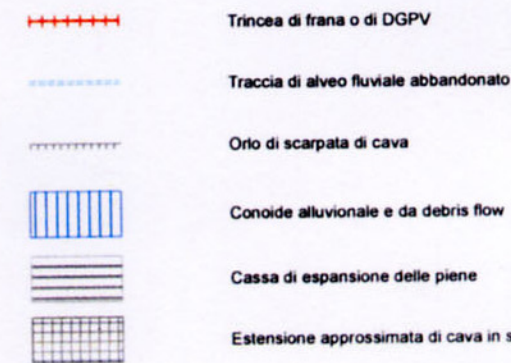 Trincea di frana o di DGPV
Traccia di alveo fluviale abbandonato
Orlo di scarpata di cava
Conoide alluvionale e da debris flow
Cassa di espansione delle piene
Estensione approssimata di cava in